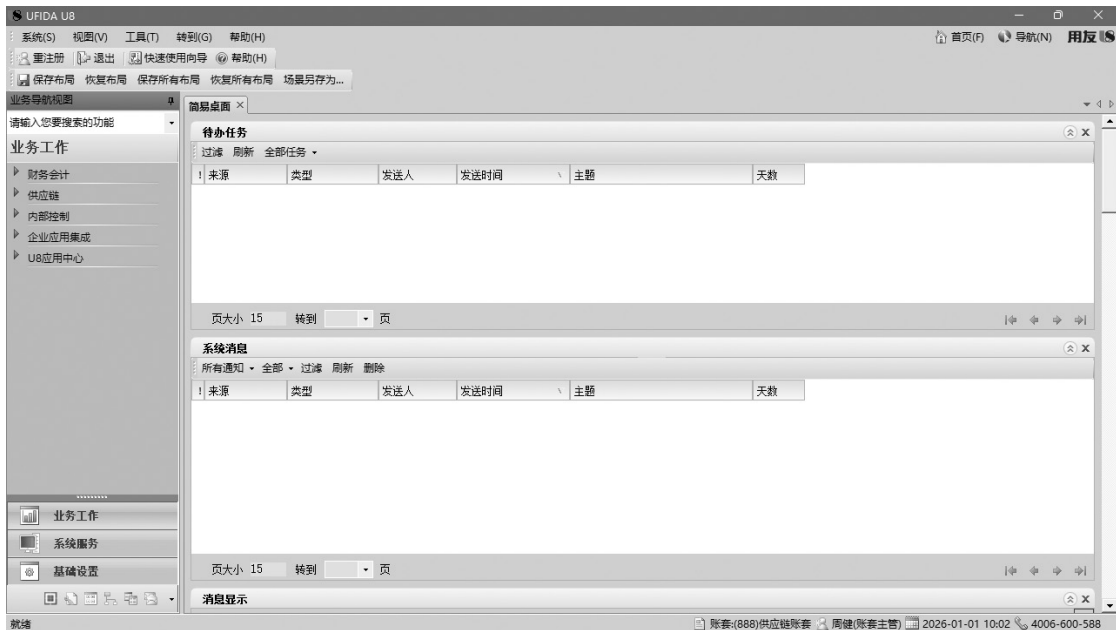 UFIDA U8
系统(S) 视图(V) 工具(T) 转到(G) 帮助(H) 首页(F) 导航(N) 用友 U8
重注册 退出 快速使用向导 帮助(H)
保存布局 恢复布局 保存所有布局 恢复所有布局 场景另存为...
业务导航视图
简易桌面
请输入您要搜索的功能
业务工作
财务会计
供应链
内部控制
企业应用集成
U8应用中心
待办任务
过滤 刷新 全部任务
! 来源 类型 发送人 发送时间 主题 天数
页大小 15 转到 页
系统消息
所有通知 全部 过滤 刷新 删除
! 来源 类型 发送人 发送时间 主题 天数
页大小 15 转到 页
消息显示
业务工作
系统服务
基础设置
就绪 账套:(888)供应链账套 周健(账套主管) 2026-01-01 10:02 4006-600-588